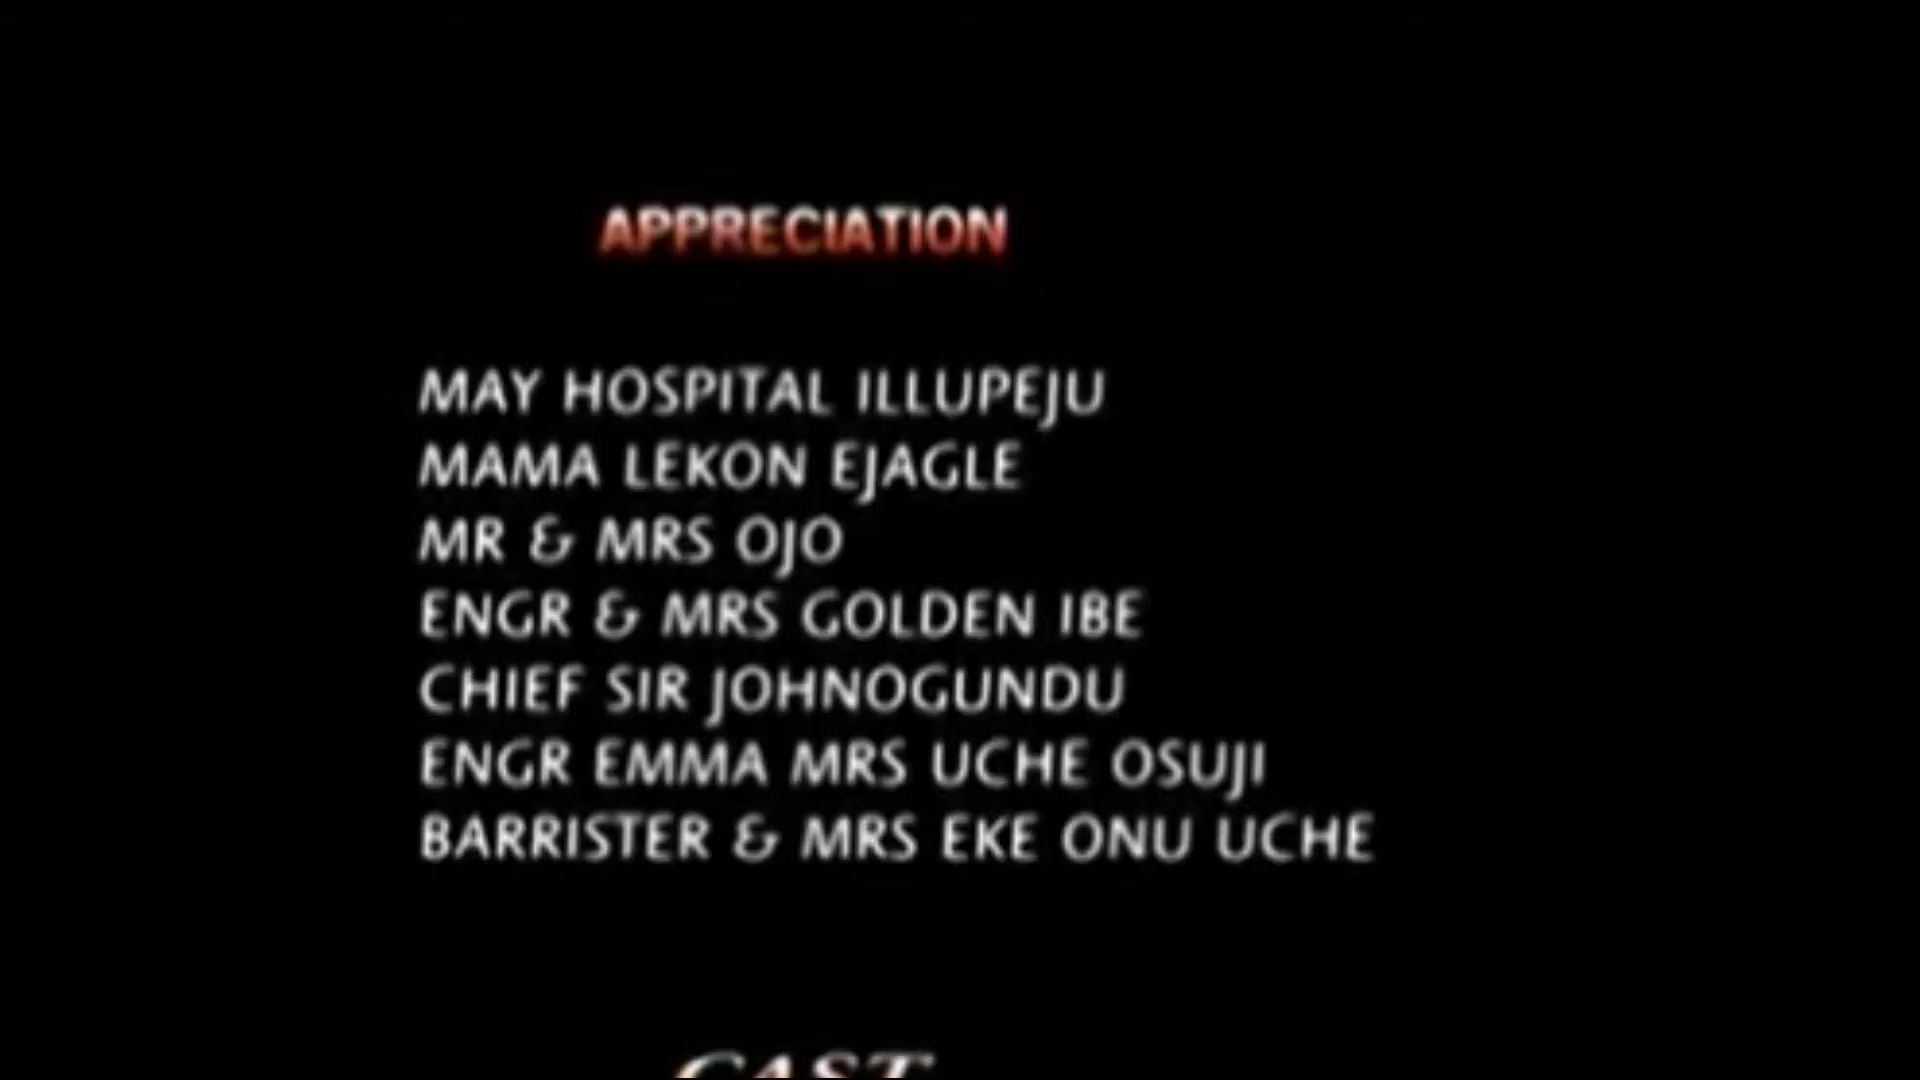 APPRECIATION
MAY HOSPITAL ILLUPEJU
MAMA LEKON EJAGLE
MR & MRS OJO
ENGR & MRS GOLDEN IBE
CHIEF SIR JOHNOGUNDU
ENGR EMMA MRS UCHE OSUJI
BARRISTER & MRS EKE ONU UCHE
CAST